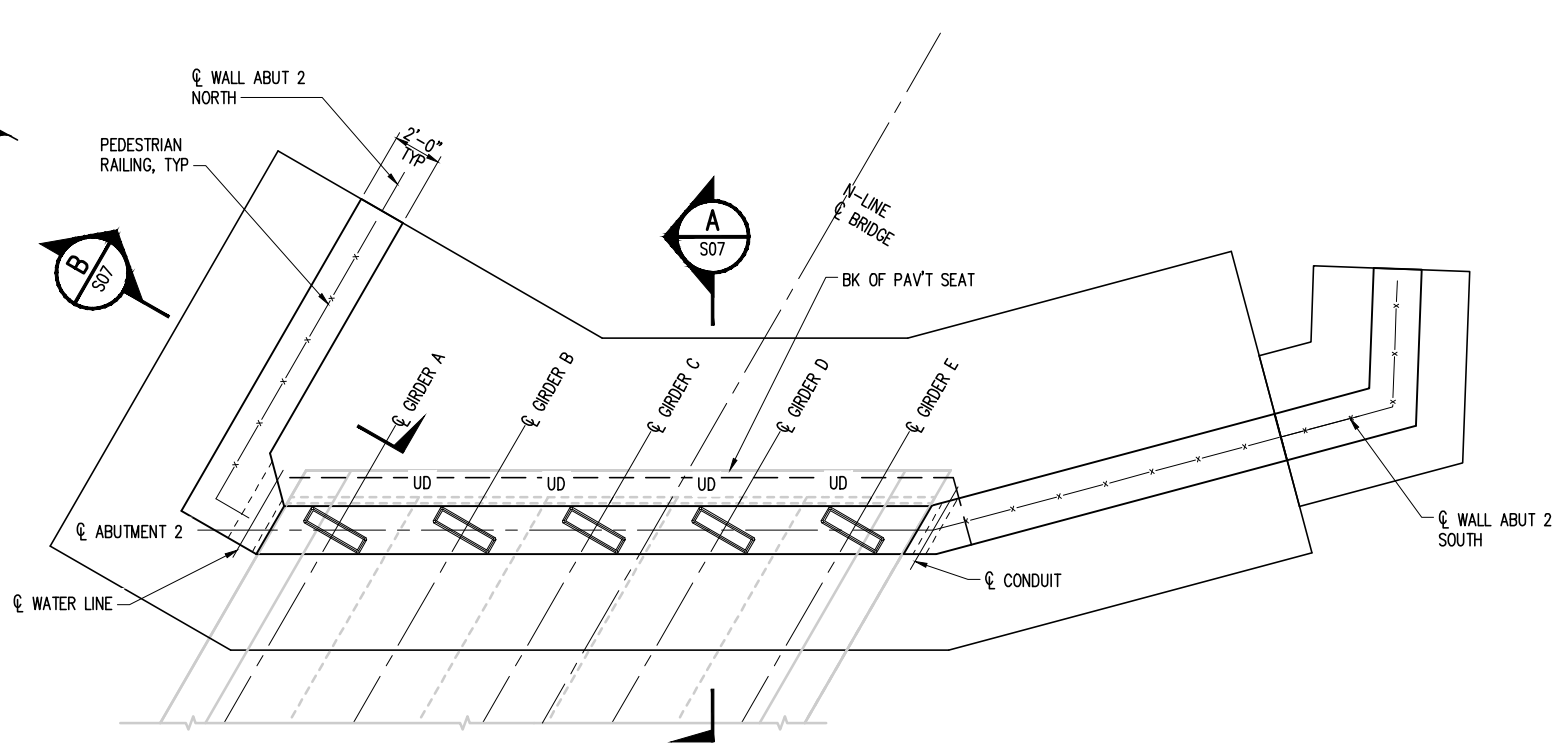 ℄ WALL ABUT 2
NORTH
2'-0"
TYP
PEDESTRIAN
RAILING, TYP
A
S07
N-LINE
℄ BRIDGE
B
S07
BK OF PAV'T SEAT
℄ GIRDER A
℄ GIRDER B
℄ GIRDER C
℄ GIRDER D
℄ GIRDER E
UD
UD
UD
UD
℄ ABUTMENT 2
℄ WALL ABUT 2
SOUTH
℄ CONDUIT
℄ WATER LINE